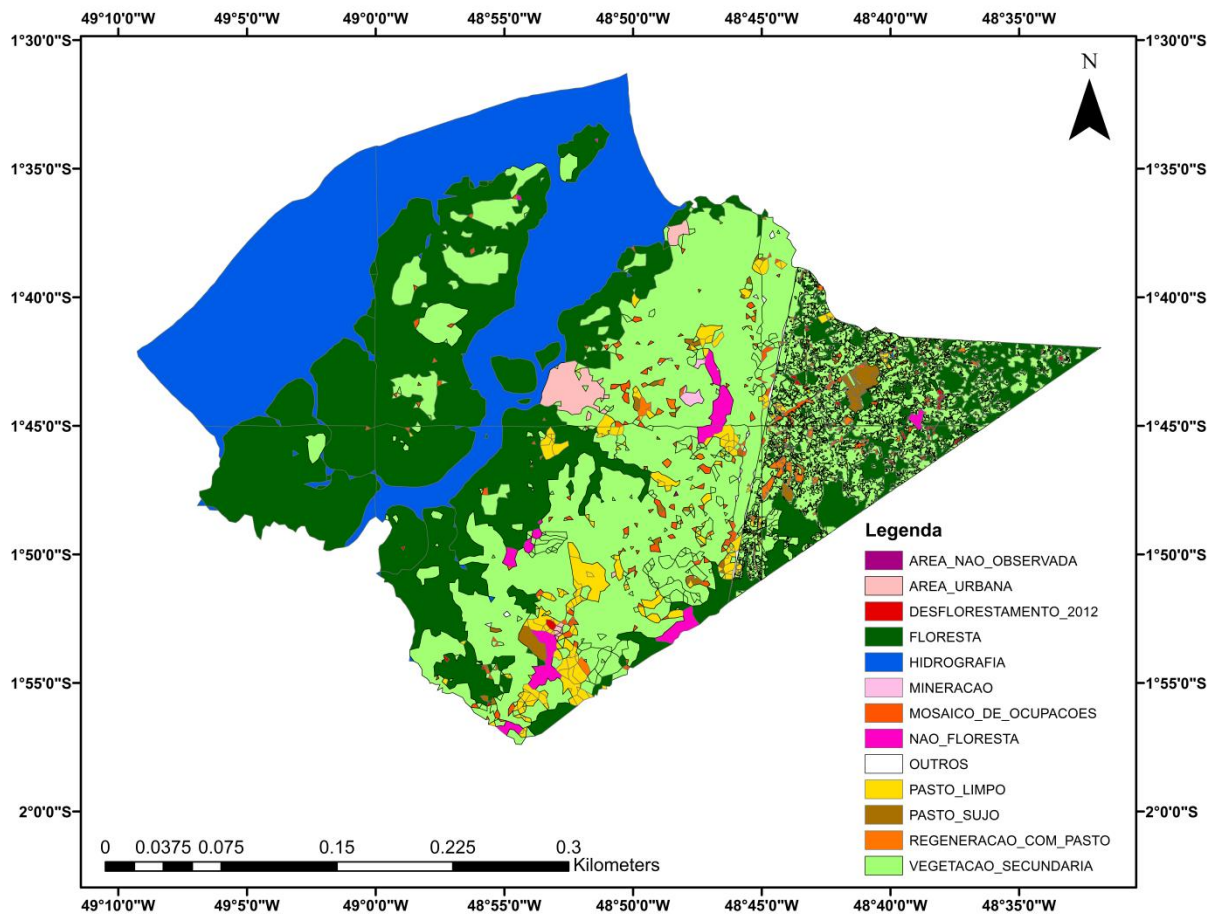 49°10'0"W 49°5'0"W 49°0'0"W 48°55'0"W 48°50'0"W 48°45'0"W 48°40'0"W 48°35'0"W
1°30'0"S 1°30'0"S
N
1°35'0"S 1°35'0"S
1°40'0"S 1°40'0"S
1°45'0"S 1°45'0"S
1°50'0"S 1°50'0"S
1°55'0"S 1°55'0"S
2°0'0"S 2°0'0"S
Legenda
AREA_NAO_OBSERVADA
AREA_URBANA
DESFLORESTAMENTO_2012
FLORESTA
HIDROGRAFIA
MINERACAO
MOSAICO_DE_OCUPACOES
NAO_FLORESTA
OUTROS
PASTO_LIMPO
PASTO_SUJO
REGENERACAO_COM_PASTO
VEGETACAO_SECUNDARIA
0 0.0375 0.075 0.15 0.225 0.3
Kilometers
49°10'0"W 49°5'0"W 49°0'0"W 48°55'0"W 48°50'0"W 48°45'0"W 48°40'0"W 48°35'0"W